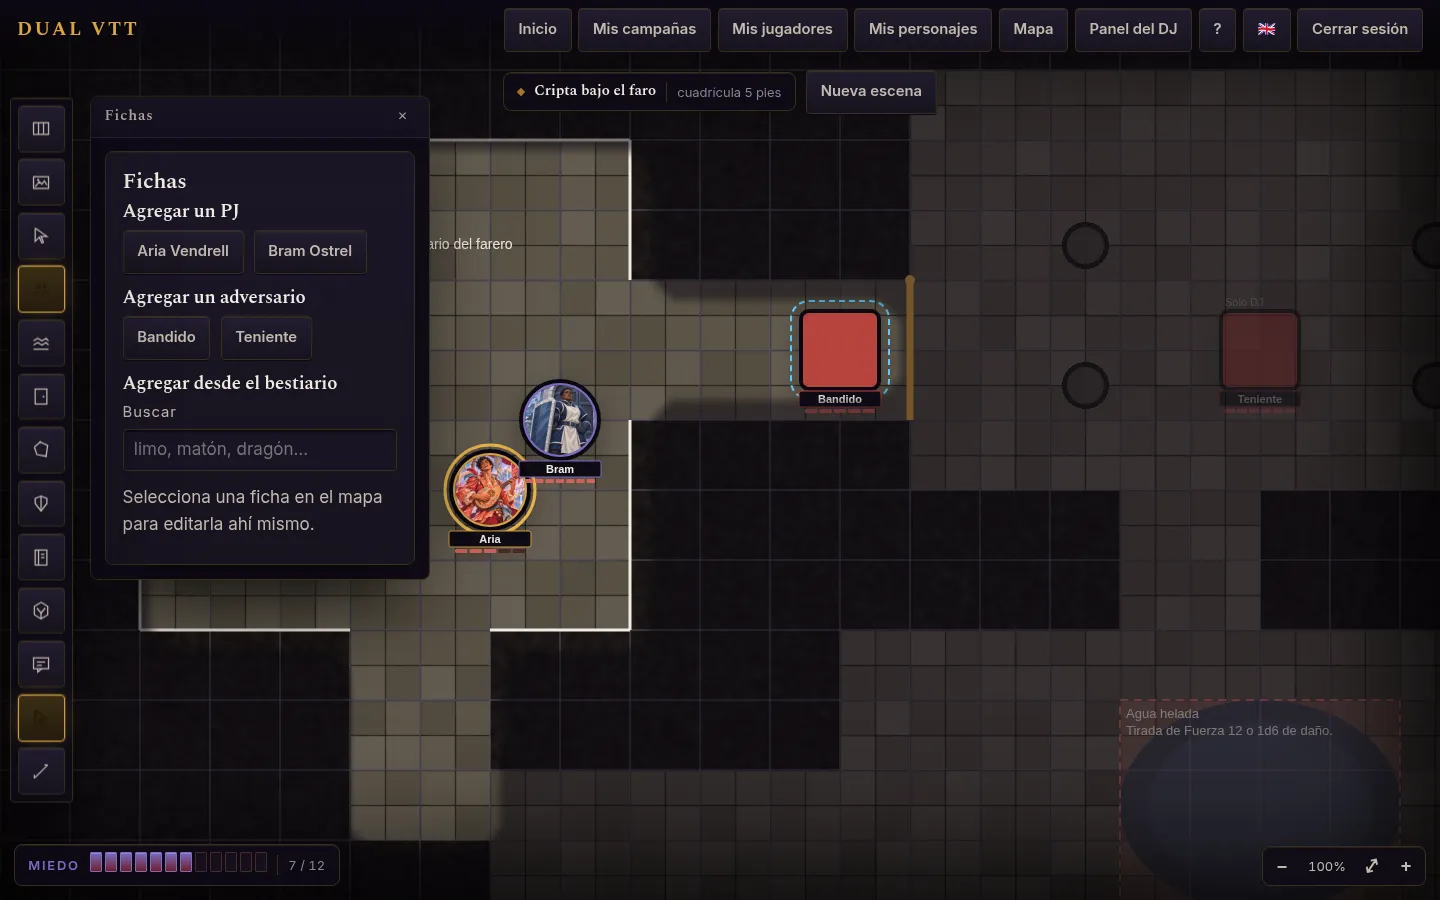 DUAL VTT
Inicio
Mis campañas
Mis jugadores
Mis personajes
Mapa
Panel del DJ
?
Cerrar sesión
Cripta bajo el faro
cuadrícula 5 pies
Nueva escena
Fichas
×
Fichas
Agregar un PJ
Aria Vendrell
Bram Ostrel
Agregar un adversario
Bandido
Teniente
Agregar desde el bestiario
Buscar
limo, matón, dragón...
Selecciona una ficha en el mapa
para editarla ahí mismo.
ario del farero
Solo DJ
Bandido
Teniente
Bram
Aria
Agua helada
Tirada de Fuerza 12 o 1d6 de daño.
MIEDO
7 / 12
− 100% +